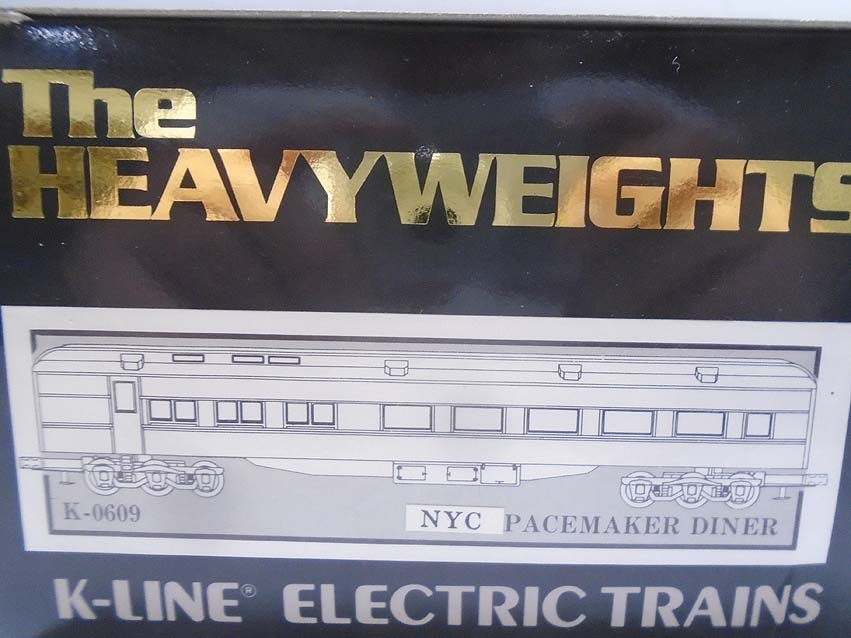 The
HEAVYWEIGHTS
K-0609 NYC PACEMAKER DINER
K-LINE® ELECTRIC TRAINS